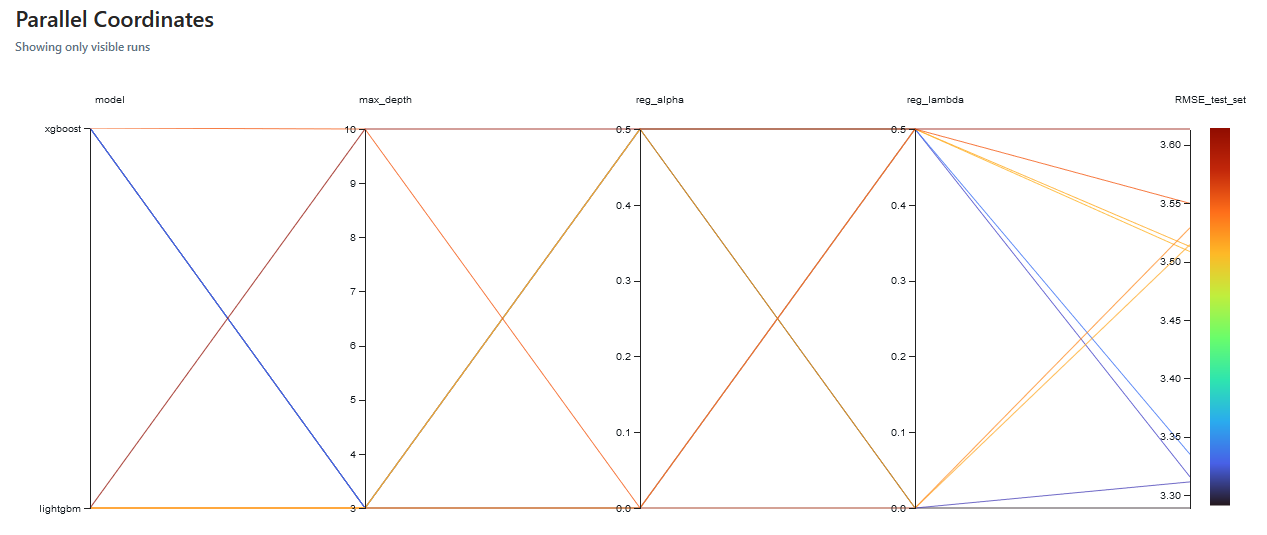 Parallel Coordinates
Showing only visible runs
model max_depth reg_alpha reg_lambda RMSE_test_set
xgboost 10 0.5 0.5
3.60
9
3.55
0.4 0.4
8
3.50
7 0.3 0.3
3.45
6
0.2 0.2
3.40
5
3.35
0.1 0.1
4
3.30
lightgbm 3 0.0 0.0